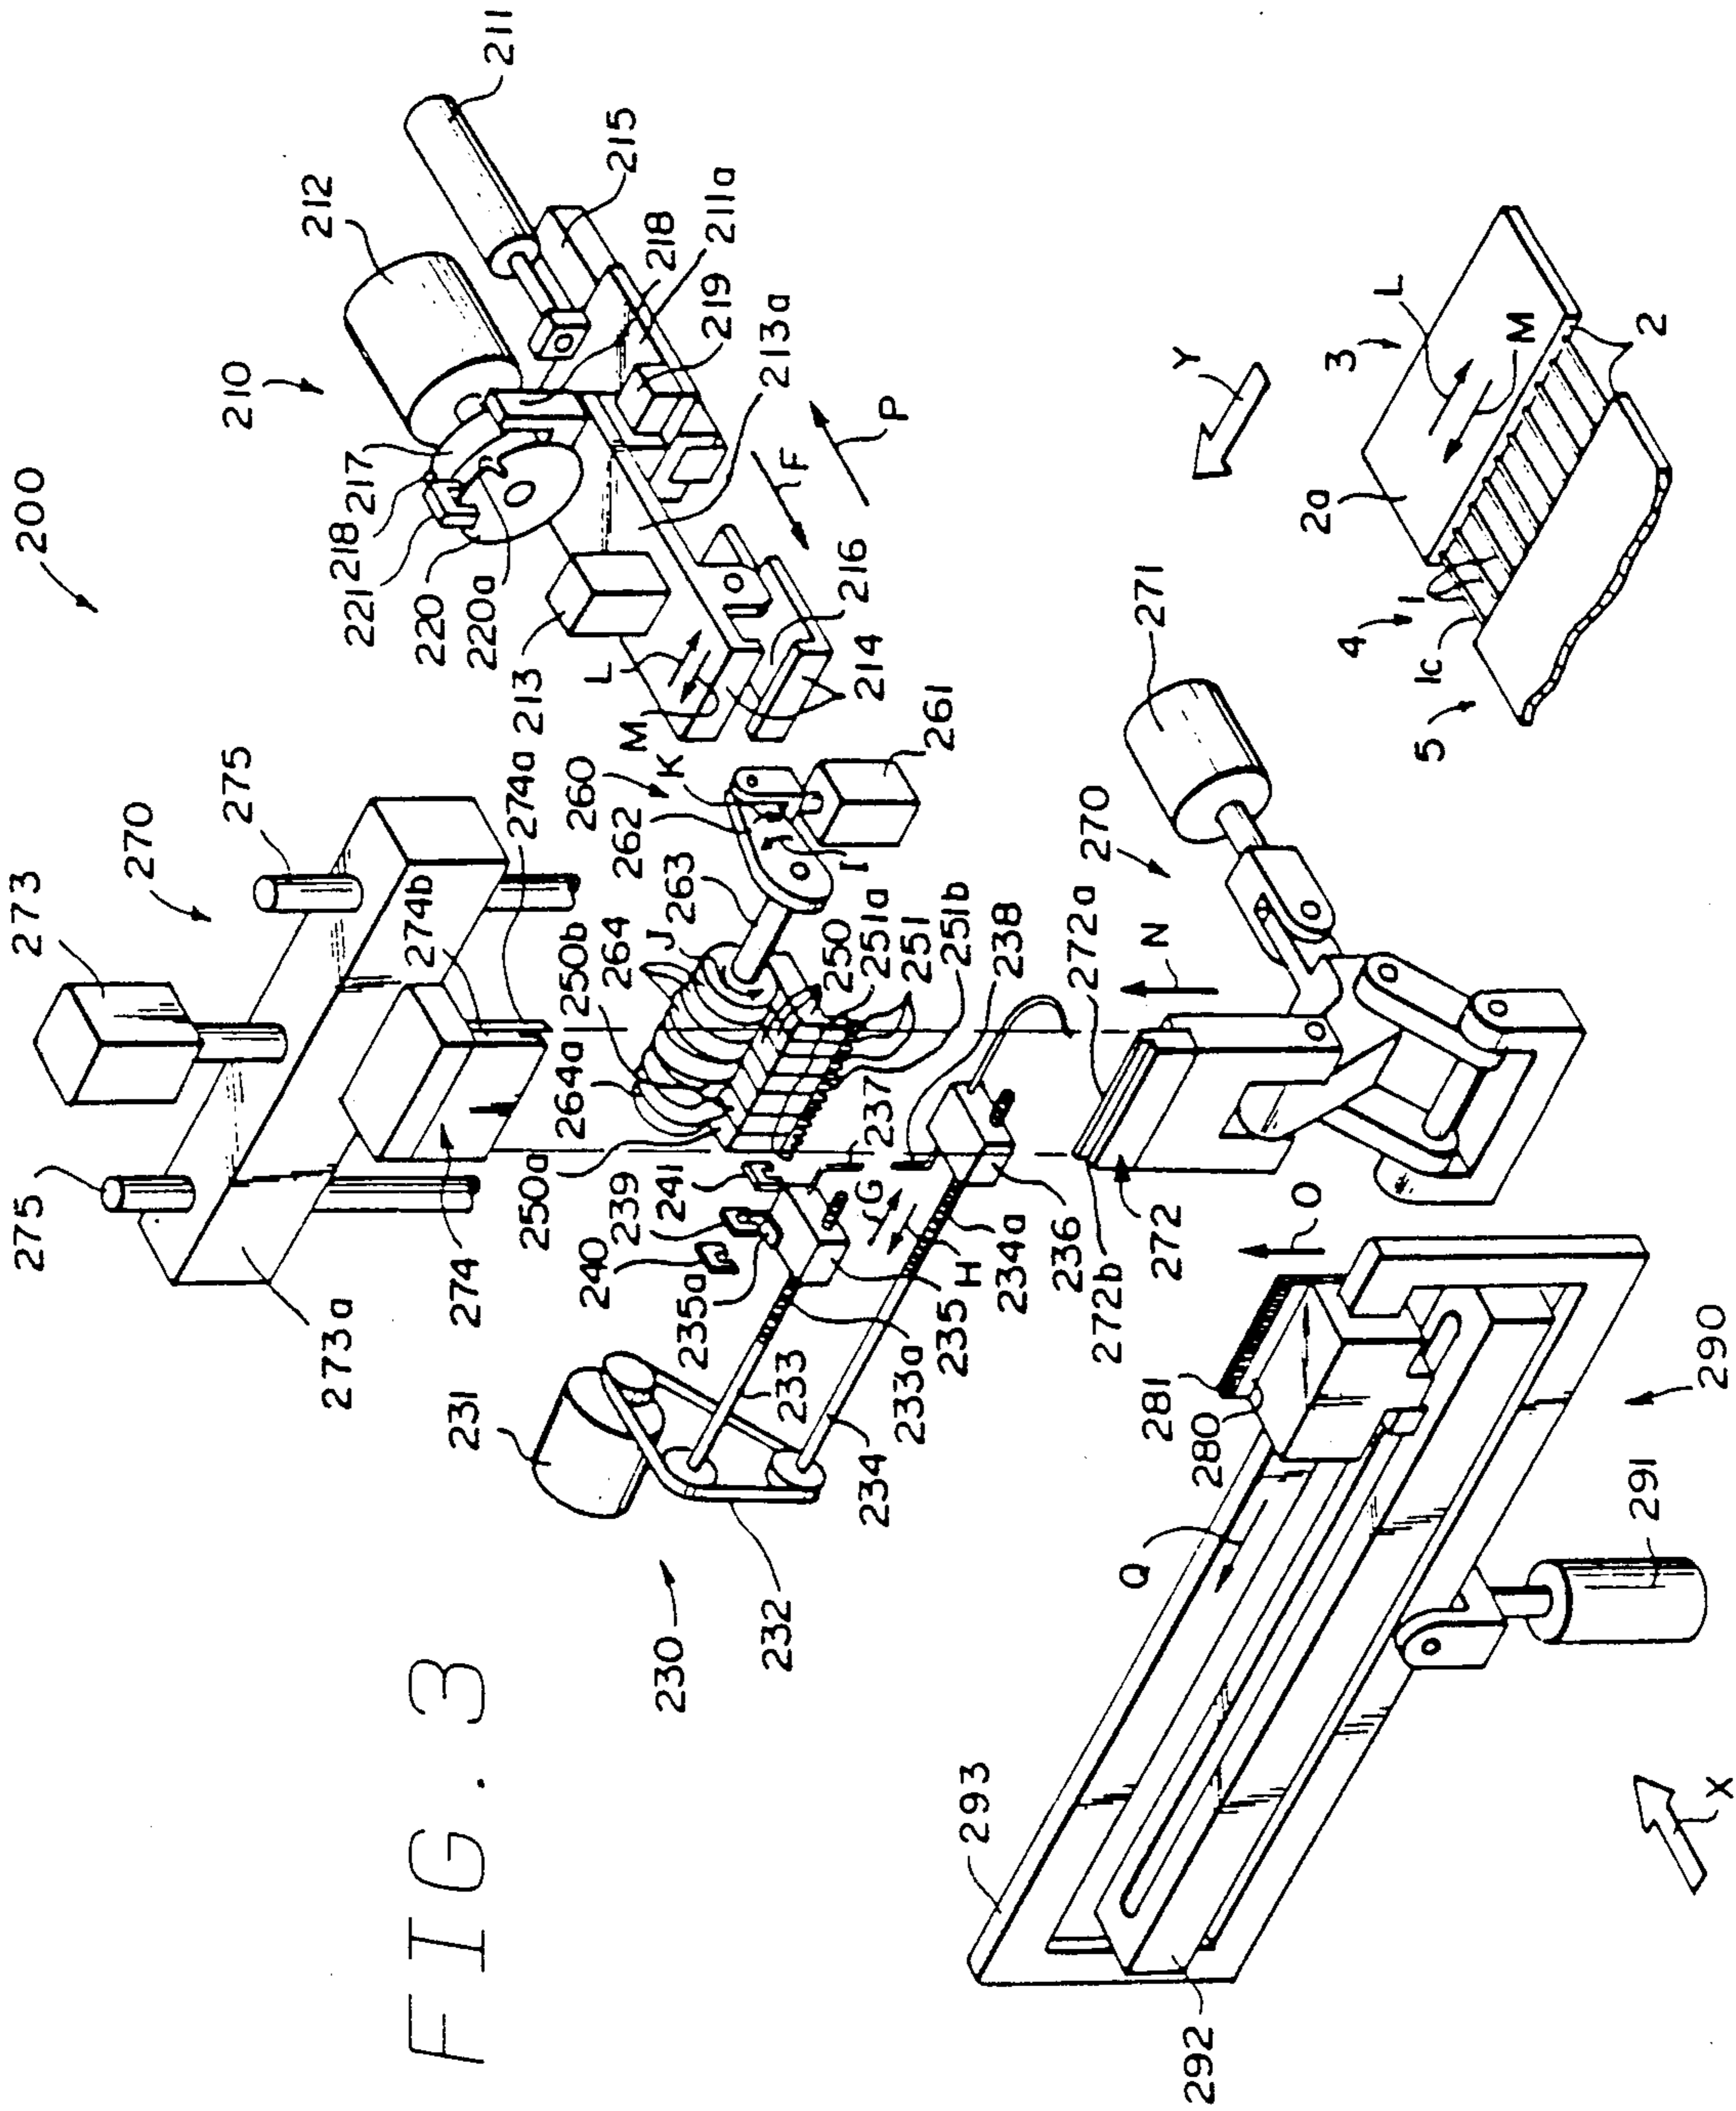 FIG. 3
200
210
212
211
215
211a
218
219
213a
P
F
217
218
221
220
220a
213
L
M
216
214
K
260
262
261
I
263
J
264
250b
264a
250a
250
251a
251
251b
238
237
241
239
240
235a
G
H
234a
236
235
233a
233
234
231
232
230
273
270
275
275
274b
274a
274
273a
Y
3
L
M
2a
2
4
1
1c
5
271
270
N
272a
272b
272
O
281
280
290
291
Q
293
292
X